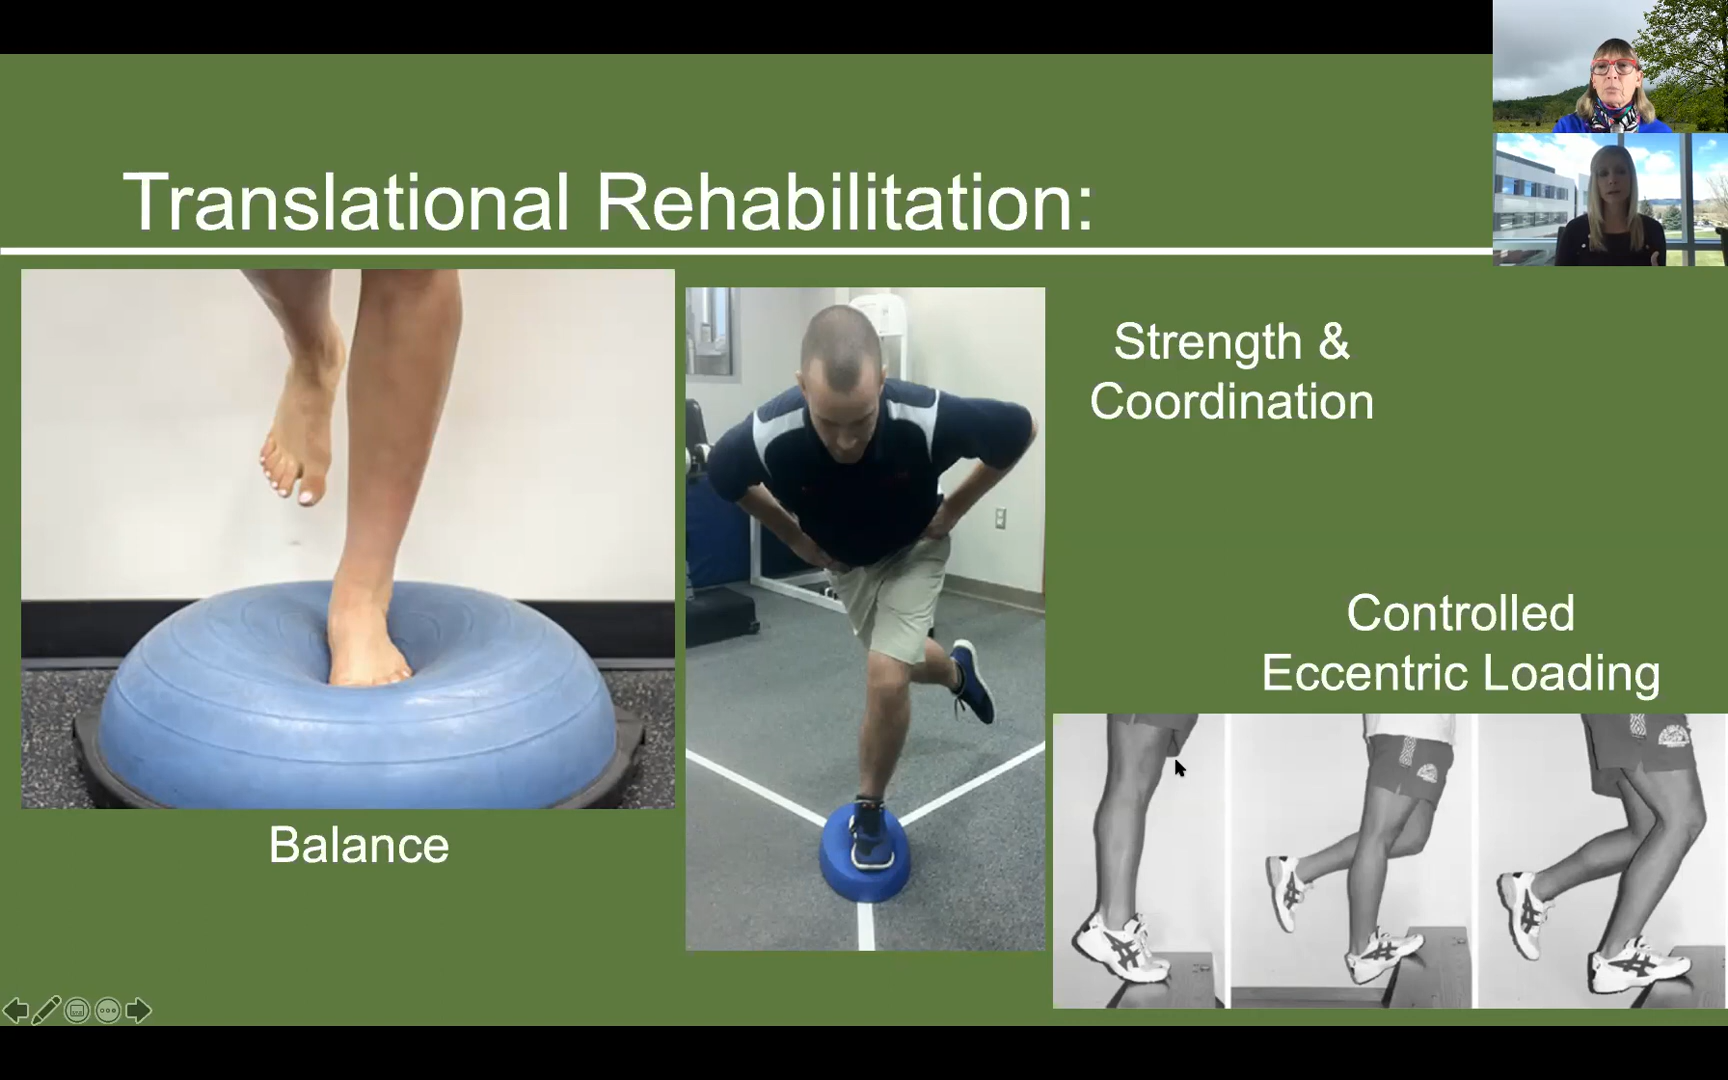 Translational Rehabilitation:
Strength &
Coordination
Controlled
Eccentric Loading
Balance